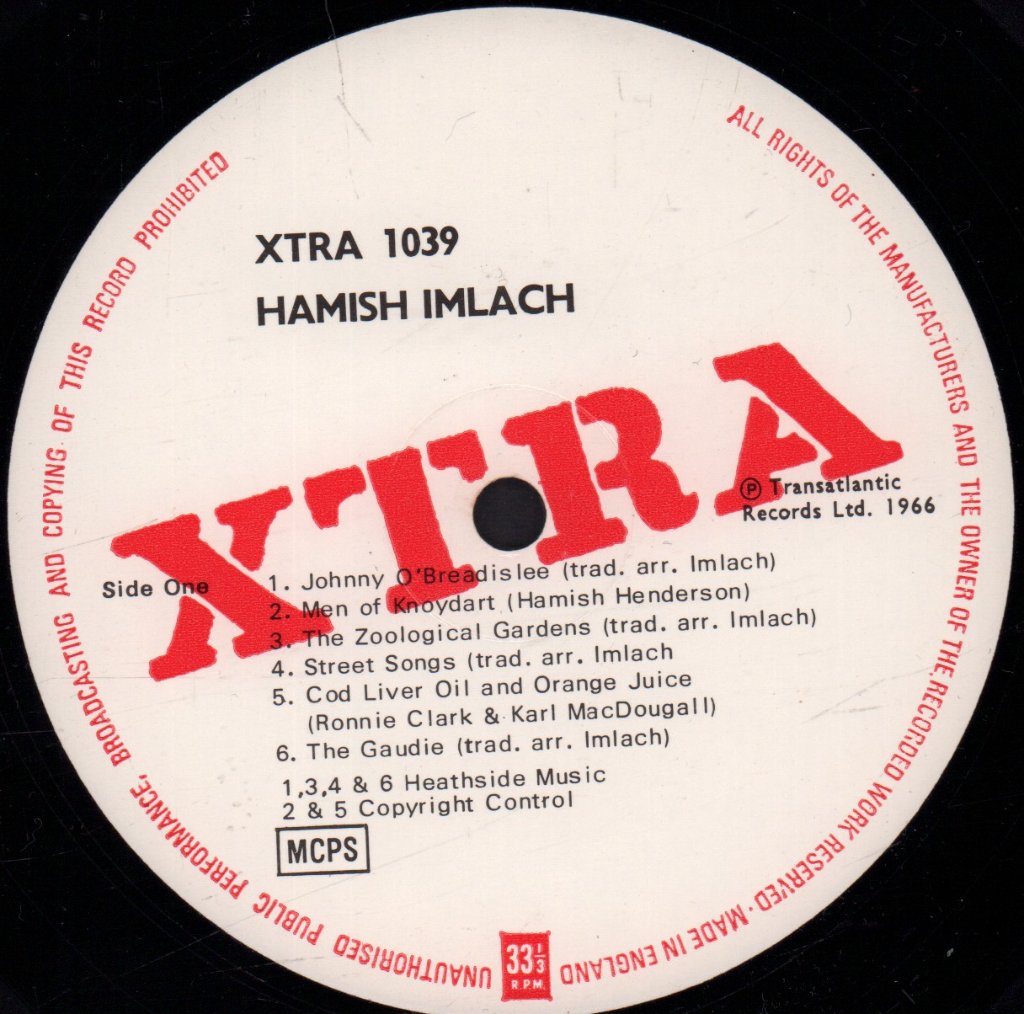 XTRA 1039
HAMISH IMLACH
XTRA
Ⓟ Transatlantic
Records Ltd. 1966
Side One
1. Johnny O'Breadislee (trad. arr. Imlach)
2. Men of Knoydart (Hamish Henderson)
3. The Zoological Gardens (trad. arr. Imlach)
4. Street Songs (trad. arr. Imlach
5. Cod Liver Oil and Orange Juice
(Ronnie Clark & Karl MacDougall)
6. The Gaudie (trad. arr. Imlach)
1,3,4 & 6 Heathside Music
2 & 5 Copyright Control
MCPS
33⅓
R.P.M.
ALL RIGHTS OF THE MANUFACTURERS AND THE OWNER OF THE RECORDED WORK RESERVED · MADE IN ENGLAND
UNAUTHORISED PUBLIC PERFORMANCE, BROADCASTING AND COPYING OF THIS RECORD PROHIBITED